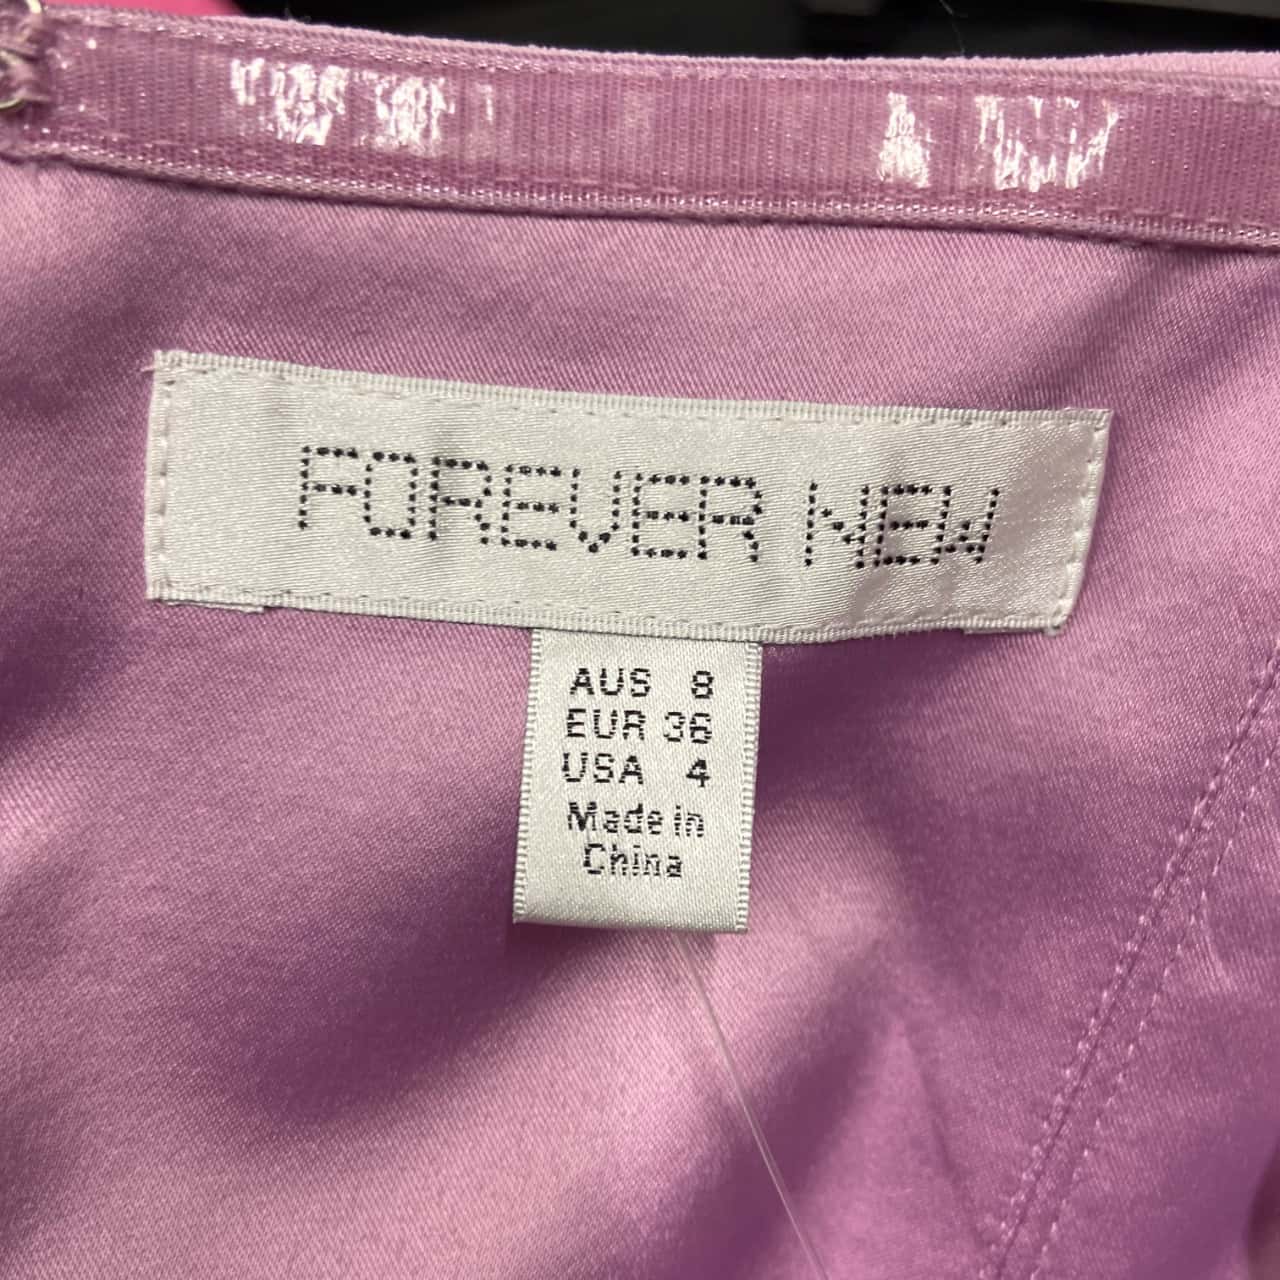 FOREVER NEW
AUS 8
EUR 36
USA 4
Made in
China